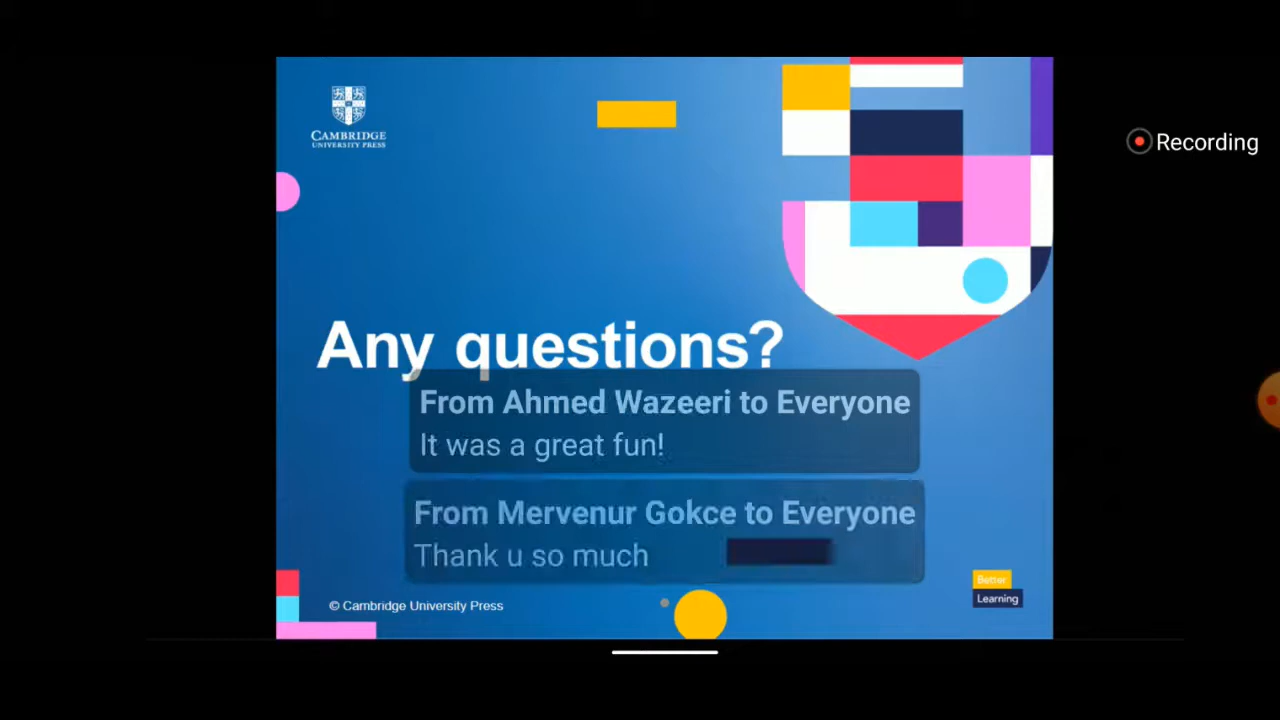 CAMBRIDGE
UNIVERSITY PRESS
Recording
Any questions?
From Ahmed Wazeeri to Everyone
It was a great fun!
From Mervenur Gokce to Everyone
Thank u so much
Better
Learning
© Cambridge University Press